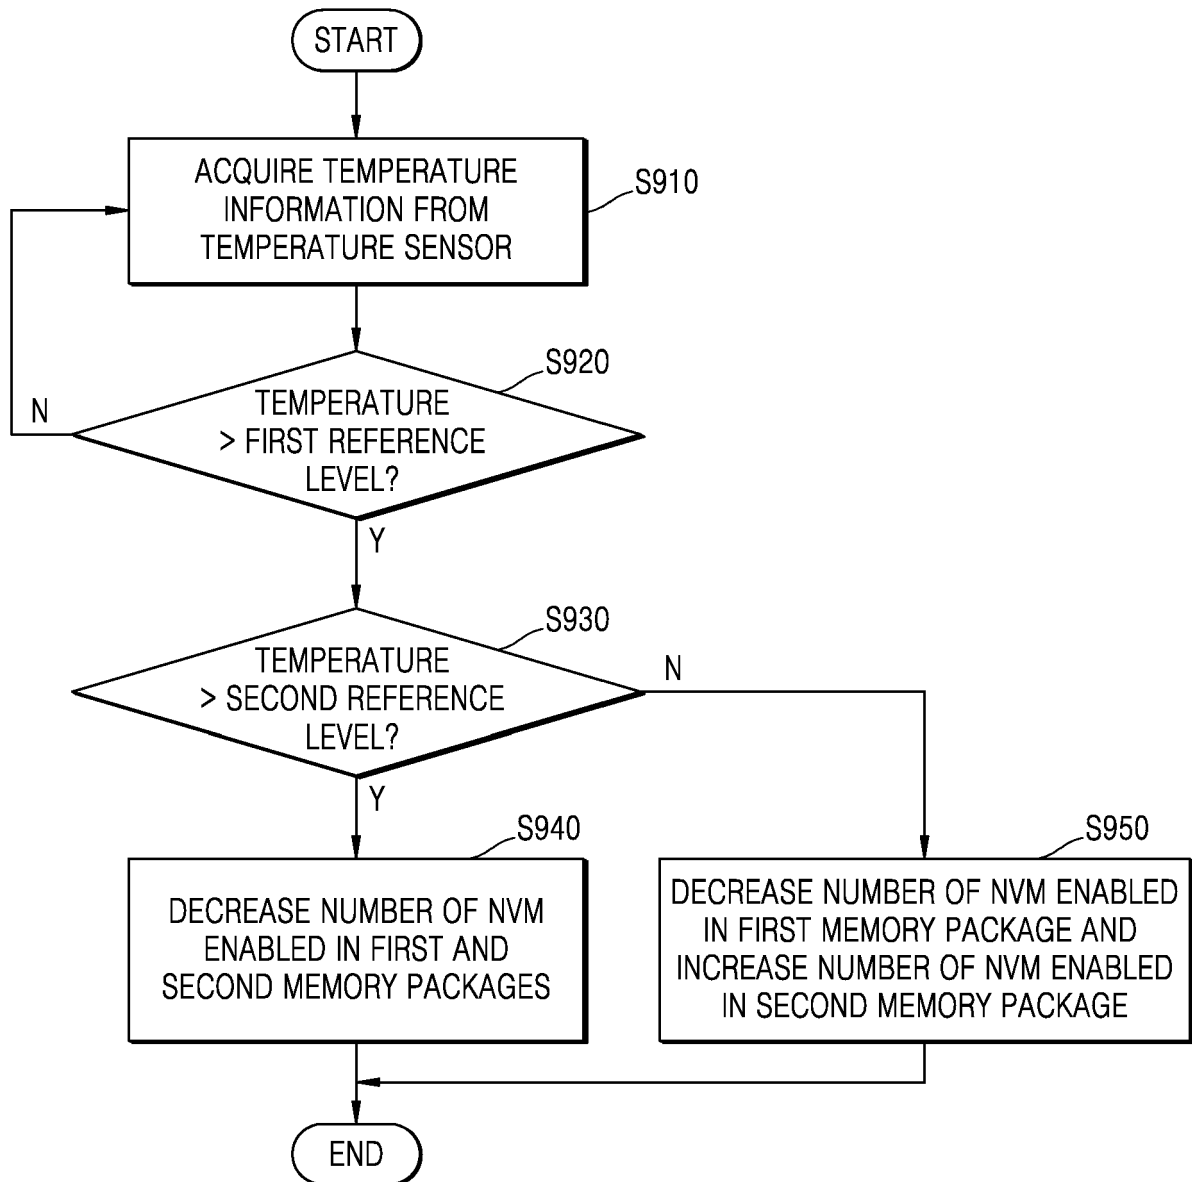 START
ACQUIRE TEMPERATURE
INFORMATION FROM
TEMPERATURE SENSOR
S910
S920
TEMPERATURE
> FIRST REFERENCE
LEVEL?
N
Y
S930
TEMPERATURE
> SECOND REFERENCE
LEVEL?
N
Y
S940
DECREASE NUMBER OF NVM
ENABLED IN FIRST AND
SECOND MEMORY PACKAGES
S950
DECREASE NUMBER OF NVM ENABLED
IN FIRST MEMORY PACKAGE AND
INCREASE NUMBER OF NVM ENABLED
IN SECOND MEMORY PACKAGE
END